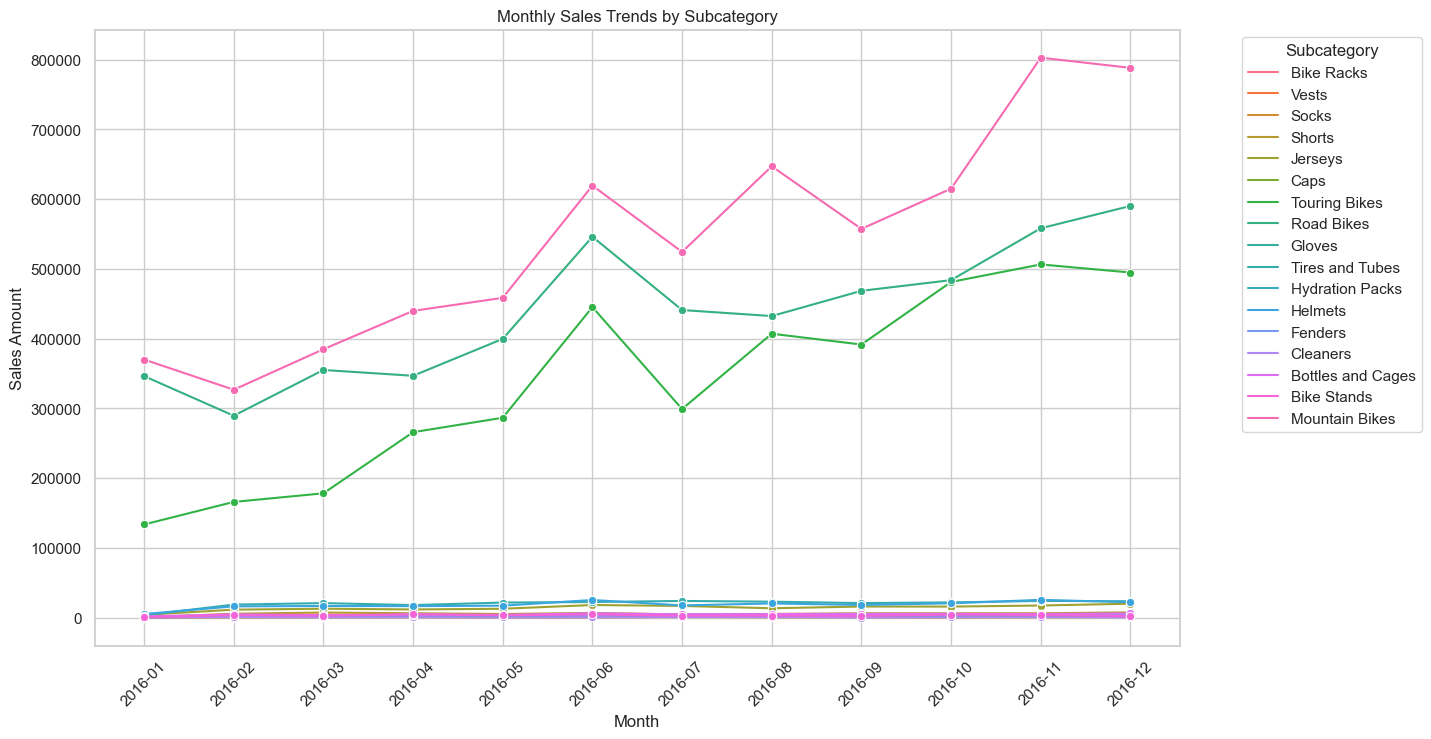 Monthly Sales Trends by Subcategory
Sales Amount
800000
700000
600000
500000
400000
300000
200000
100000
0
2016-01
2016-02
2016-03
2016-04
2016-05
2016-06
2016-07
2016-08
2016-09
2016-10
2016-11
2016-12
Month
Subcategory
Bike Racks
Vests
Socks
Shorts
Jerseys
Caps
Touring Bikes
Road Bikes
Gloves
Tires and Tubes
Hydration Packs
Helmets
Fenders
Cleaners
Bottles and Cages
Bike Stands
Mountain Bikes